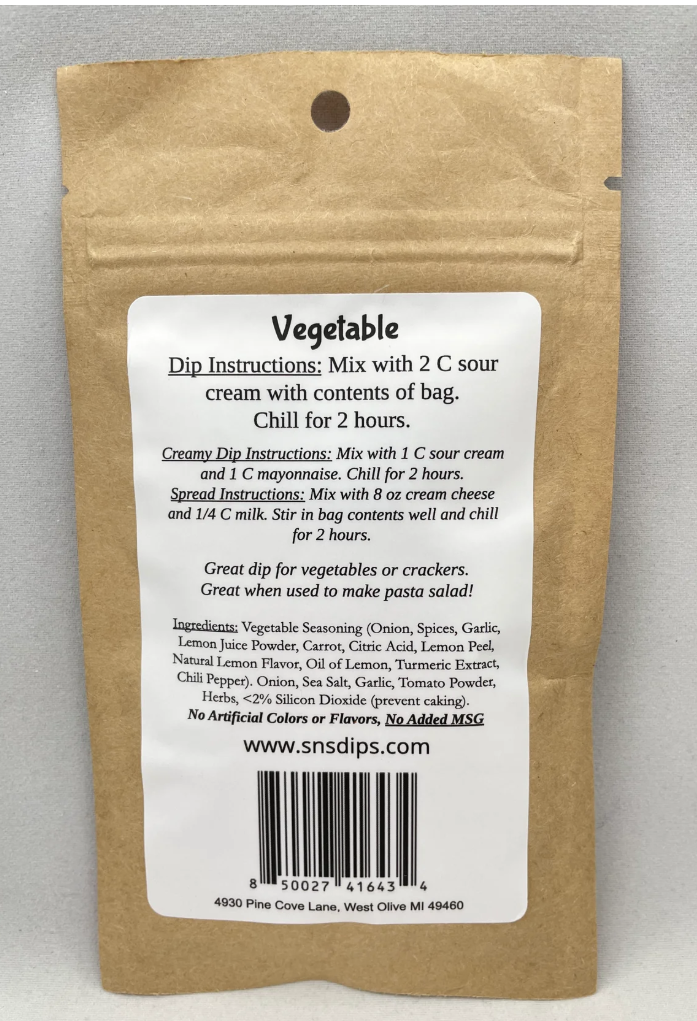 Vegetable
Dip Instructions: Mix with 2 C sour
cream with contents of bag.
Chill for 2 hours.
Creamy Dip Instructions: Mix with 1 C sour cream
and 1 C mayonnaise. Chill for 2 hours.
Spread Instructions: Mix with 8 oz cream cheese
and 1/4 C milk. Stir in bag contents well and chill
for 2 hours.
Great dip for vegetables or crackers.
Great when used to make pasta salad!
Ingredients: Vegetable Seasoning (Onion, Spices, Garlic,
Lemon Juice Powder, Carrot, Citric Acid, Lemon Peel,
Natural Lemon Flavor, Oil of Lemon, Turmeric Extract,
Chili Pepper). Onion, Sea Salt, Garlic, Tomato Powder,
Herbs, <2% Silicon Dioxide (prevent caking).
No Artificial Colors or Flavors, No Added MSG
www.snsdips.com
8 50027 41643 4
4930 Pine Cove Lane, West Olive MI 49460